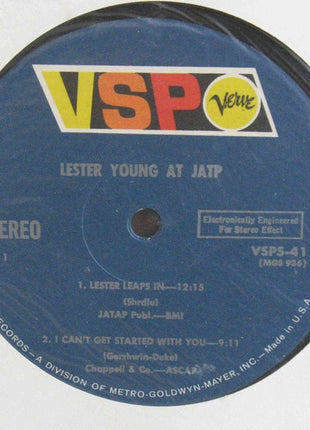 VSP Verve
LESTER YOUNG AT JATP
EREO
Electronically Engineered
For Stereo Effect
1
VSPS-41
(MGS 936)
1. LESTER LEAPS IN—12:15
(Shrdlu)
JATAP Publ.—BMI
2. I CAN'T GET STARTED WITH YOU—9:11
(Gershwin-Duke)
Chappell & Co.—ASCAP
RECORDS - A DIVISION OF METRO-GOLDWYN-MAYER, INC. - Made in U.S.A.